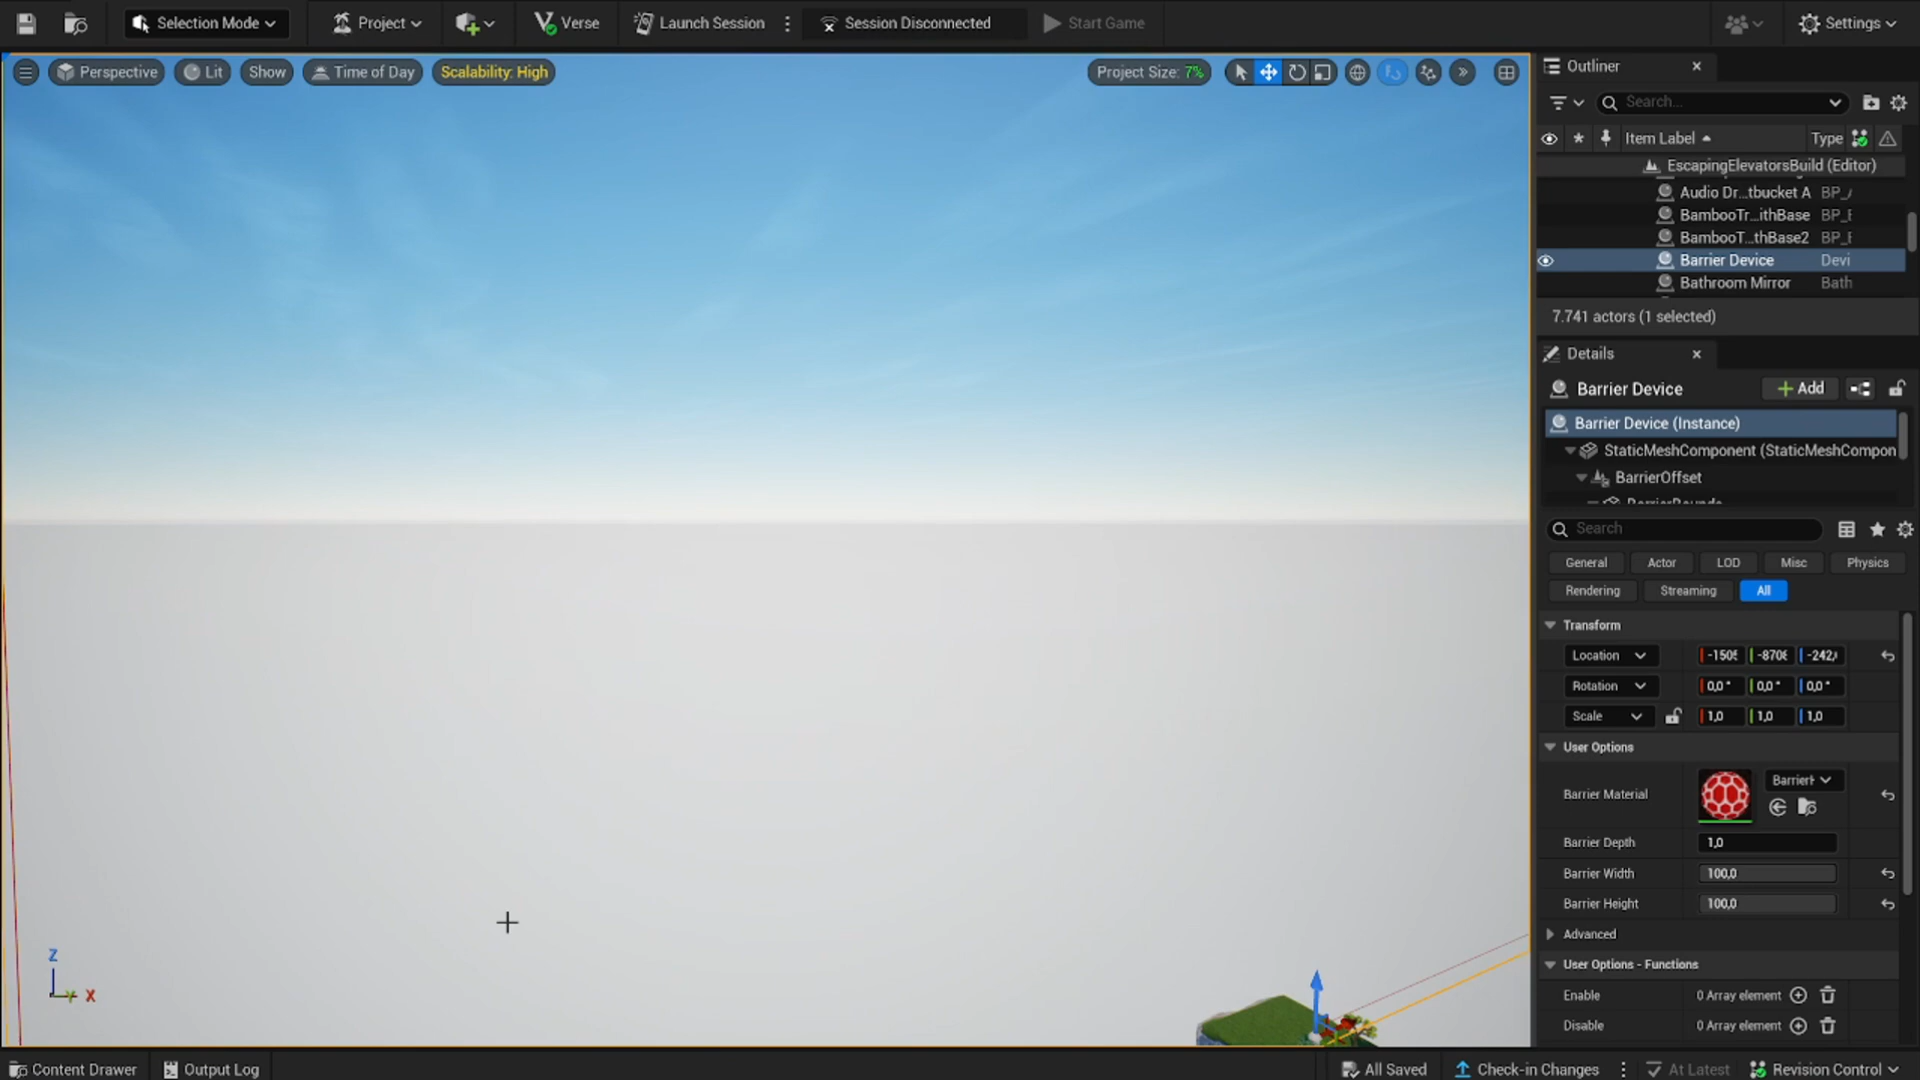 Selection Mode
Project
Verse
Launch Session
Session Disconnected
Start Game
Settings
Perspective
Lit
Show
Time of Day
Scalability: High
Project Size: 7%
Outliner
Search...
Item Label
Type
EscapingElevatorsBuild (Editor)
Audio Dr...tbucket A
BambooTr...ithBase
BambooT...thBase2
Barrier Device Devi
Bathroom Mirror Bath
7.741 actors (1 selected)
Details
Barrier Device
Add
Barrier Device (Instance)
StaticMeshComponent (StaticMeshCompon
BarrierOffset
Search
General
Actor
LOD
Misc
Physics
Rendering
Streaming
All
Transform
Location
Rotation 0,0 ° 0,0 ° 0,0 °
Scale 1,0 1,0 1,0
User Options
Barrier Material
Barrier Depth 1,0
Barrier Width 100,0
Barrier Height 100,0
Advanced
User Options - Functions
Enable 0 Array element
Disable 0 Array element
Z
Y
X
Content Drawer
Output Log
All Saved
Check-in Changes
At Latest
Revision Control